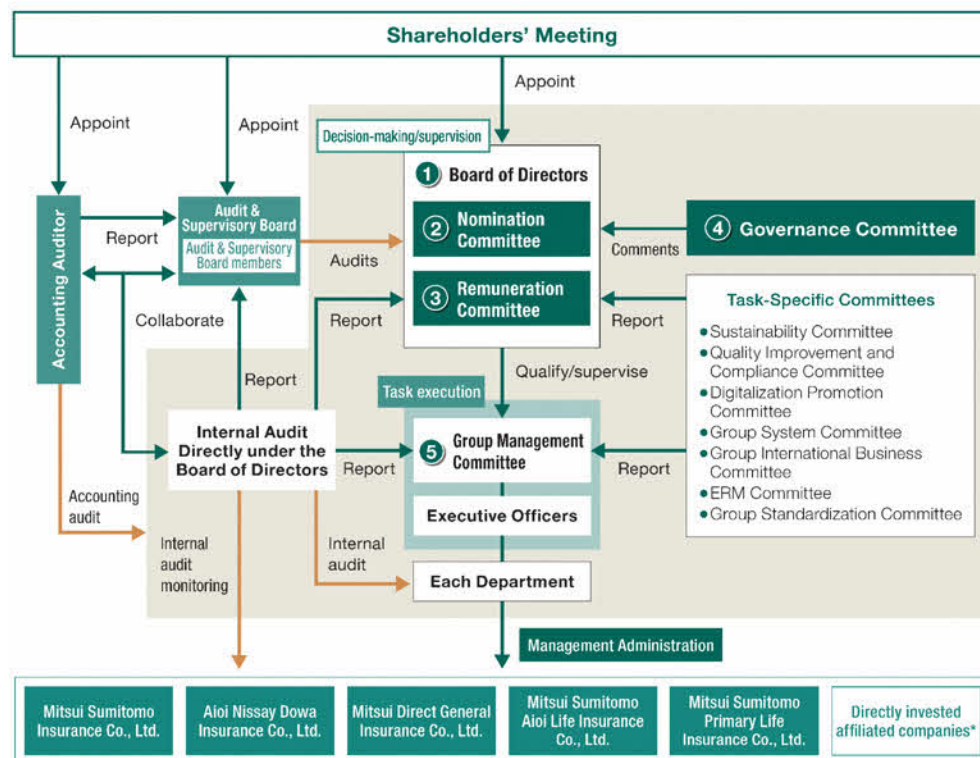 Shareholders' Meeting
Appoint
Appoint
Appoint
Decision-making/supervision
1 Board of Directors
2 Nomination
Committee
3 Remuneration
Committee
4 Governance Committee
Comments
Accounting Auditor
Report
Audit &
Supervisory Board
Audit & Supervisory
Board members
Audits
Collaborate
Report
Report
Report
Task-Specific Committees
●Sustainability Committee
●Quality Improvement and
Compliance Committee
●Digitalization Promotion
Committee
●Group System Committee
●Group International Business
Committee
●ERM Committee
●Group Standardization Committee
Qualify/supervise
Task execution
Internal Audit
Directly under the
Board of Directors
Report
5 Group Management
Committee
Report
Executive Officers
Accounting
audit
Internal
audit
monitoring
Internal
audit
Each Department
Management Administration
Mitsui Sumitomo
Insurance Co., Ltd.
Aioi Nissay Dowa
Insurance Co., Ltd.
Mitsui Direct General
Insurance Co., Ltd.
Mitsui Sumitomo
Aioi Life Insurance
Co., Ltd.
Mitsui Sumitomo
Primary Life
Insurance Co., Ltd.
Directly invested
affiliated companies*